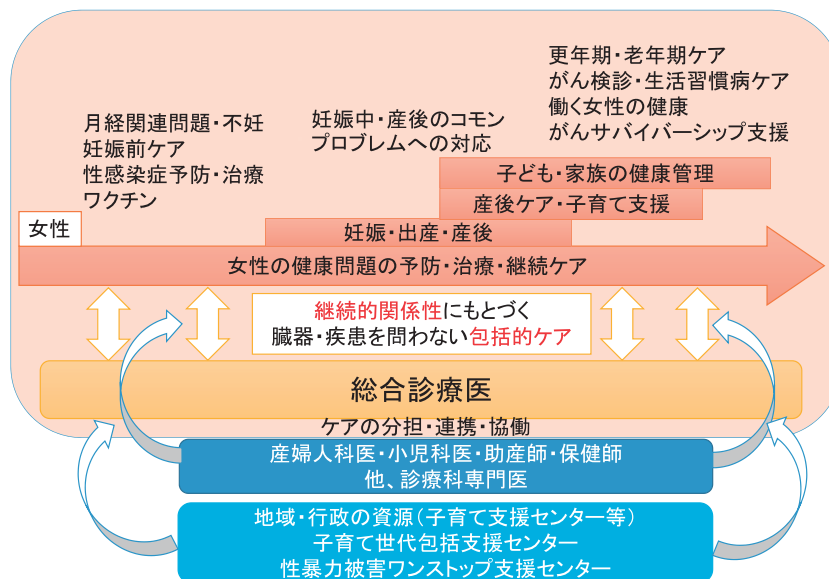 更年期・老年期ケア
がん検診・生活習慣病ケア
働く女性の健康
がんサバイバーシップ支援
月経関連問題・不妊
妊娠前ケア
性感染症予防・治療
ワクチン
妊娠中・産後のコモン
プロブレムへの対応
子ども・家族の健康管理
産後ケア・子育て支援
女性
妊娠・出産・産後
女性の健康問題の予防・治療・継続ケア
継続的関係性にもとづく
臓器・疾患を問わない包括的ケア
総合診療医
ケアの分担・連携・協働
産婦人科医・小児科医・助産師・保健師
他、診療科専門医
地域・行政の資源(子育て支援センター等)
子育て世代包括支援センター
性暴力被害ワンストップ支援センター